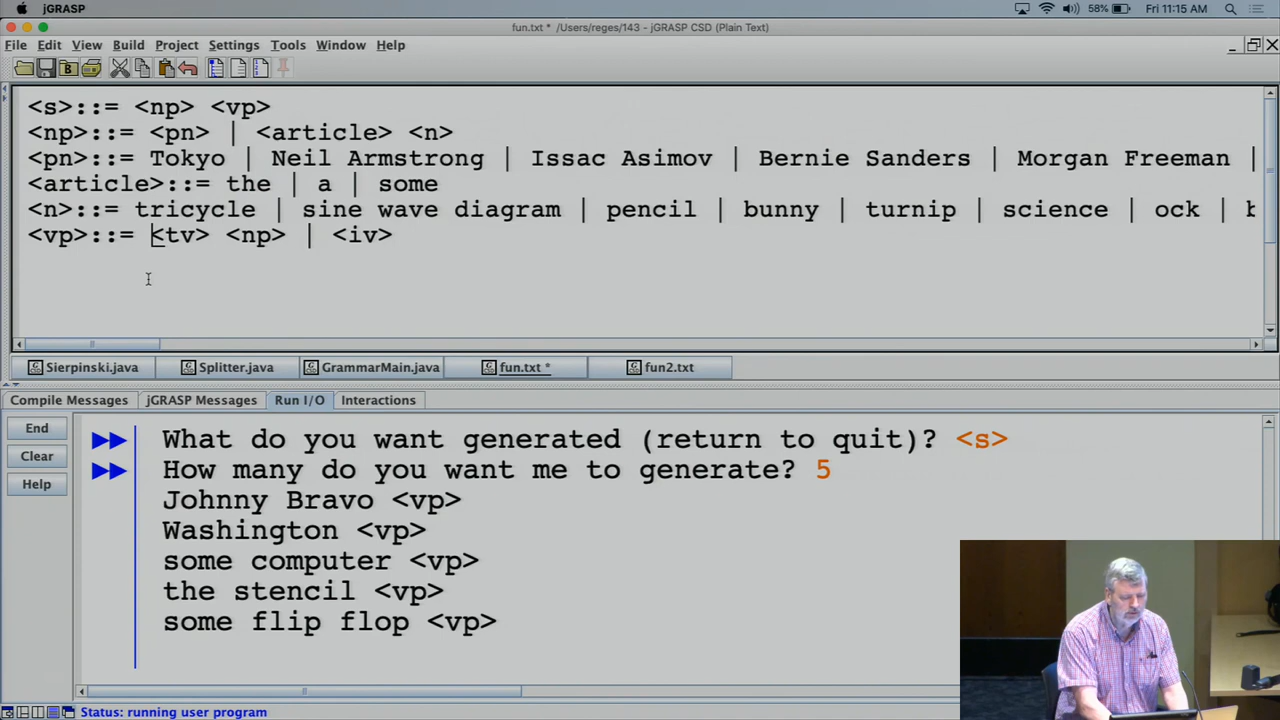 jGRASP
58%
Fri 11:15 AM
fun.txt * /Users/reges/143 - jGRASP CSD (Plain Text)
File Edit View Build Project Settings Tools Window Help
<s>::= <np> <vp>
<np>::= <pn> | <article> <n>
<pn>::= Tokyo | Neil Armstrong | Issac Asimov | Bernie Sanders | Morgan Freeman |
<article>::= the | a | some
<n>::= tricycle | sine wave diagram | pencil | bunny | turnip | science | ock | b
<vp>::= <tv> <np> | <iv>
Sierpinski.java Splitter.java GrammarMain.java fun.txt * fun2.txt
Compile Messages jGRASP Messages Run I/O Interactions
End
Clear
Help
What do you want generated (return to quit)? <s>
How many do you want me to generate? 5
Johnny Bravo <vp>
Washington <vp>
some computer <vp>
the stencil <vp>
some flip flop <vp>
Status: running user program